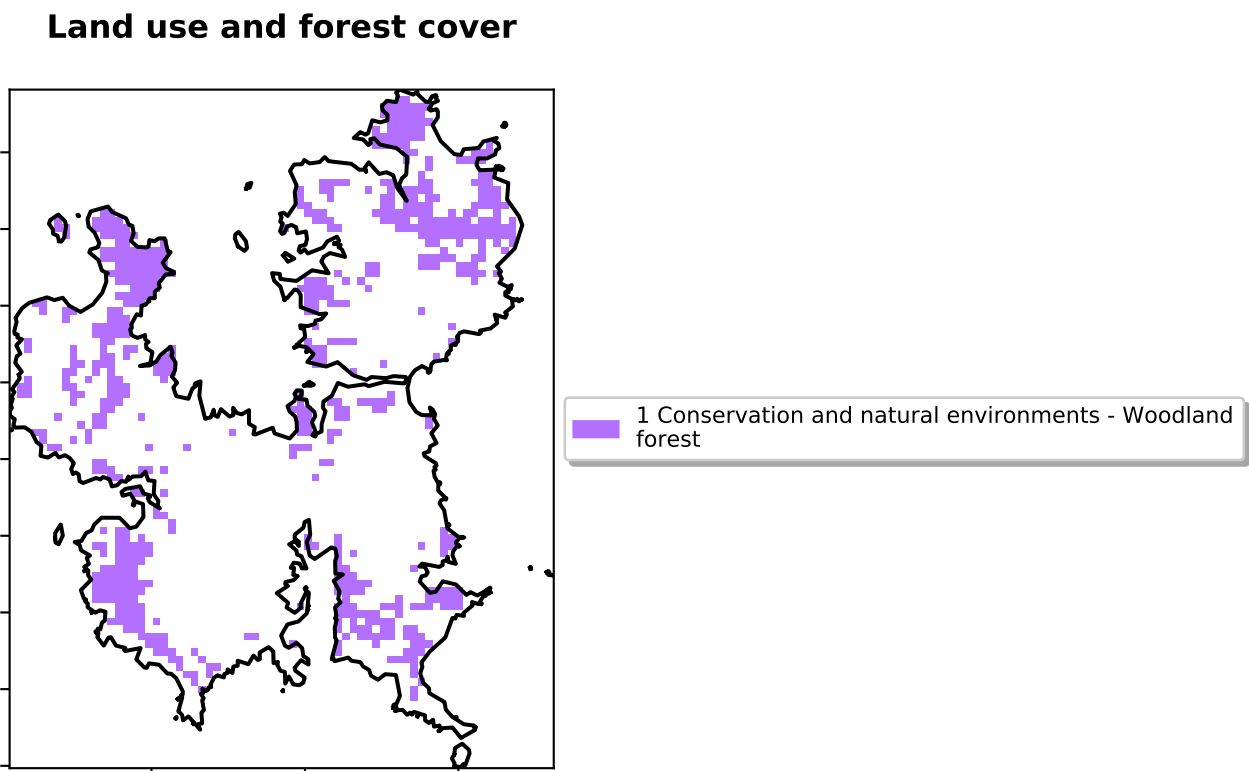 Land use and forest cover
1 Conservation and natural environments - Woodland
forest